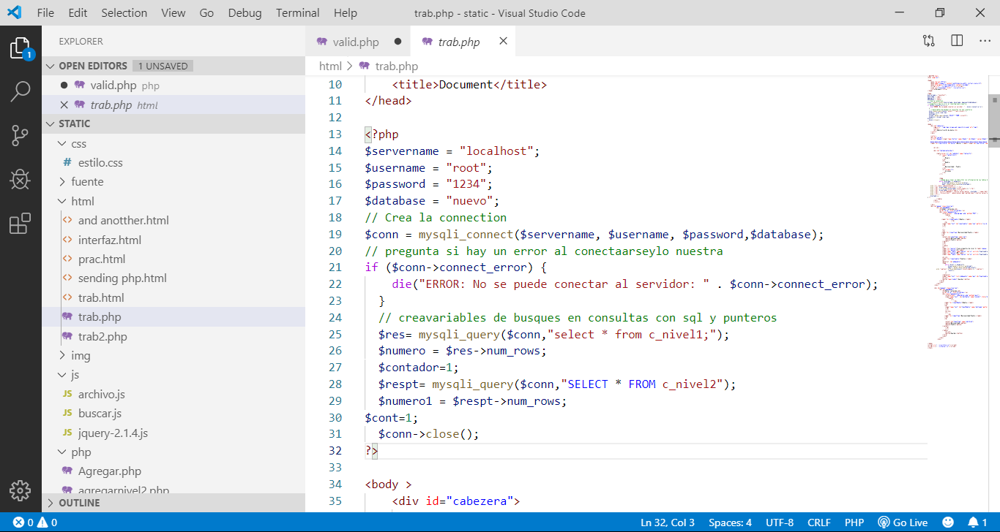 File Edit Selection View Go Debug Terminal Help trab.php - static - Visual Studio Code
EXPLORER
1
OPEN EDITORS 1 UNSAVED
valid.php php
trab.php html
STATIC
css
# estilo.css
fuente
html
<> and anotther.html
<> interfaz.html
<> prac.html
<> sending php.html
<> trab.html
trab.php
trab2.php
img
js
JS archivo.js
JS buscar.js
JS jquery-2.1.4.js
php
Agregar.php
agregarnivel2.php
OUTLINE
valid.php trab.php
html > trab.php
10 <title>Document</title>
11 </head>
12
13 <?php
14 $servername = "localhost";
15 $username = "root";
16 $password = "1234";
17 $database = "nuevo";
18 // Crea la connection
19 $conn = mysqli_connect($servername, $username, $password,$database);
20 // pregunta si hay un error al conectaarseylo nuestra
21 if ($conn->connect_error) {
22 die("ERROR: No se puede conectar al servidor: " . $conn->connect_error);
23 }
24 // creavariables de busques en consultas con sql y punteros
25 $res= mysqli_query($conn,"select * from c_nivel1;");
26 $numero = $res->num_rows;
27 $contador=1;
28 $respt= mysqli_query($conn,"SELECT * FROM c_nivel2");
29 $numero1 = $respt->num_rows;
30 $cont=1;
31 $conn->close();
32 ?>
33
34 <body >
35 <div id="cabezera">
0 0 Ln 32, Col 3 Spaces: 4 UTF-8 CRLF PHP Go Live 1